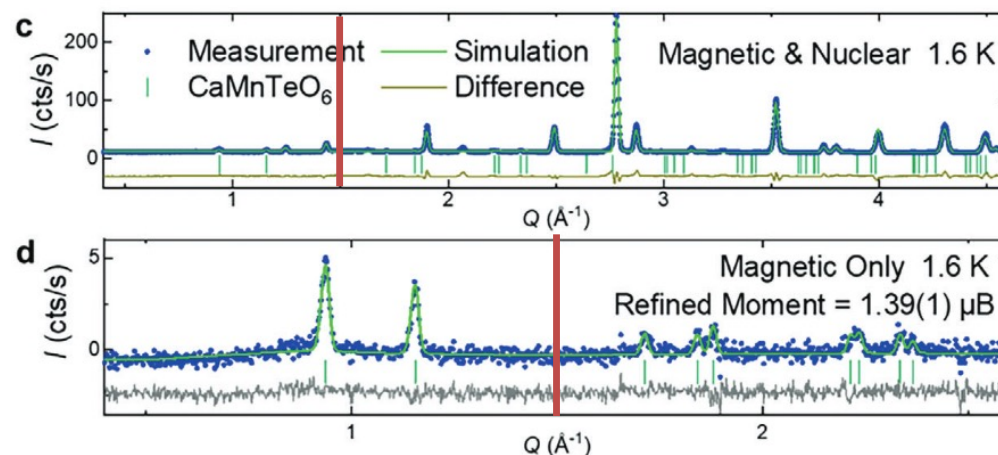 c
I (cts/s)
200
100
0
Measurement
CaMnTeO₆
Simulation
Difference
Magnetic & Nuclear 1.6 K
1 2 3 4
Q (Å⁻¹)
d
I (cts/s)
5
0
Magnetic Only 1.6 K
Refined Moment = 1.39(1) μB
1 2
Q (Å⁻¹)